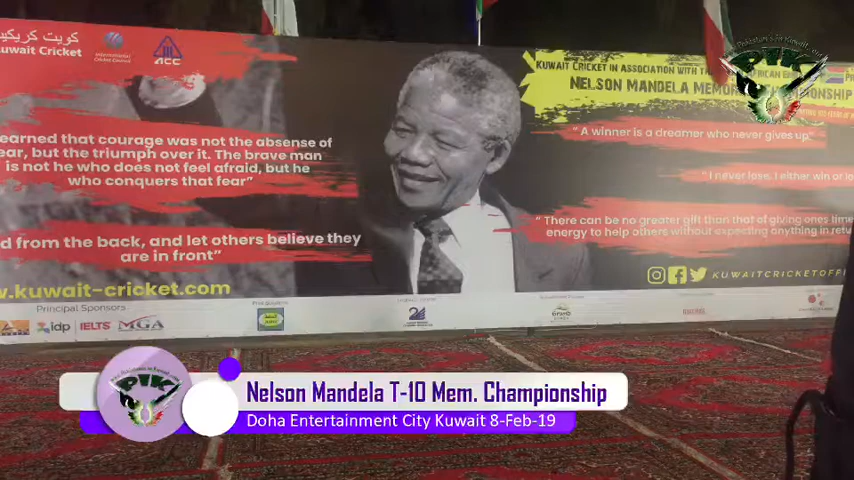 كويت كريكيت
Kuwait Cricket
International
Cricket Council
ACC
KUWAIT CRICKET IN ASSOCIATION WITH
NELSON MANDELA
PIK
earned that courage was not the absense of
ear, but the triumph over it. The brave man
is not he who does not feel afraid, but he
who conquers that fear"
d from the back, and let others believe they
are in front"
w.kuwait-cricket.com
"A winner is a dreamer who never gives up."
"I never lose. I either win or
"There can be no greater gift than that of giving ones time
energy to help others without expecting anything in
KUWAITCRICKETOFFI
Principal Sponsors
idp
IELTS
MGA
PIK
Nelson Mandela T-10 Mem. Championship
Doha Entertainment City Kuwait 8-Feb-19